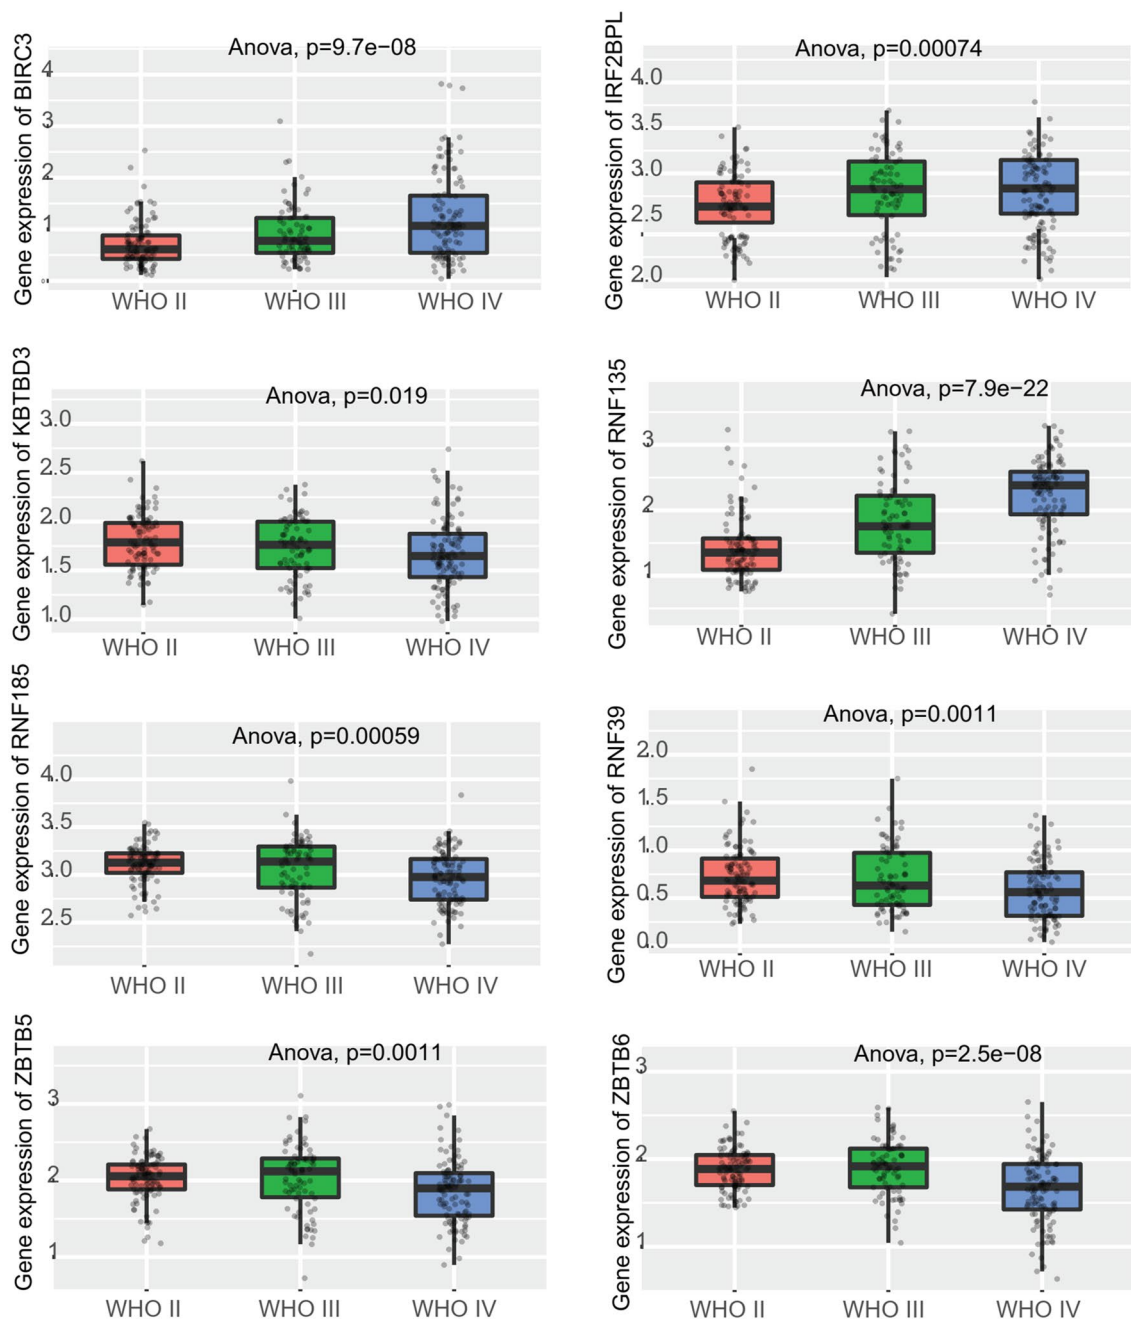 Gene expression of BIRC3
Anova, p=9.7e−08
4
3
2
1
WHO II WHO III WHO IV
Gene expression of IRF2BPL
Anova, p=0.00074
4.0
3.5
3.0
2.5
2.0
WHO II WHO III WHO IV
Gene expression of KBTBD3
Anova, p=0.019
3.0
2.5
2.0
1.5
1.0
WHO II WHO III WHO IV
Gene expression of RNF135
Anova, p=7.9e−22
3
2
1
WHO II WHO III WHO IV
Gene expression of RNF185
Anova, p=0.00059
4.0
3.5
3.0
2.5
WHO II WHO III WHO IV
Gene expression of RNF39
Anova, p=0.0011
2.0
1.5
1.0
0.5
0.0
WHO II WHO III WHO IV
Gene expression of ZBTB5
Anova, p=0.0011
3
2
1
WHO II WHO III WHO IV
Gene expression of ZBTB6
Anova, p=2.5e−08
3
2
1
WHO II WHO III WHO IV